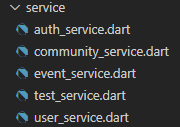 service
auth_service.dart
community_service.dart
event_service.dart
test_service.dart
user_service.dart